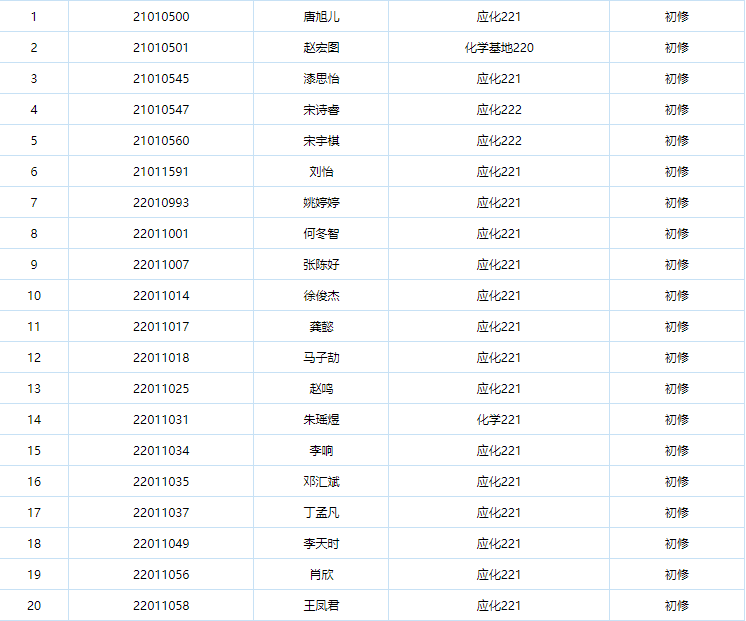 1 21010500 唐旭儿 应化221 初修
2 21010501 赵宏图 化学基地220 初修
3 21010545 漆思怡 应化221 初修
4 21010547 宋诗睿 应化222 初修
5 21010560 宋宇棋 应化222 初修
6 21011591 刘怡 应化221 初修
7 22010993 姚婷婷 应化221 初修
8 22011001 何冬智 应化221 初修
9 22011007 张陈好 应化221 初修
10 22011014 徐俊杰 应化221 初修
11 22011017 龚懿 应化221 初修
12 22011018 马子劼 应化221 初修
13 22011025 赵鸣 应化221 初修
14 22011031 朱瑶煜 化学221 初修
15 22011034 李响 应化221 初修
16 22011035 邓汇斌 应化221 初修
17 22011037 丁孟凡 应化221 初修
18 22011049 李天时 应化221 初修
19 22011056 肖欣 应化221 初修
20 22011058 王凤君 应化221 初修